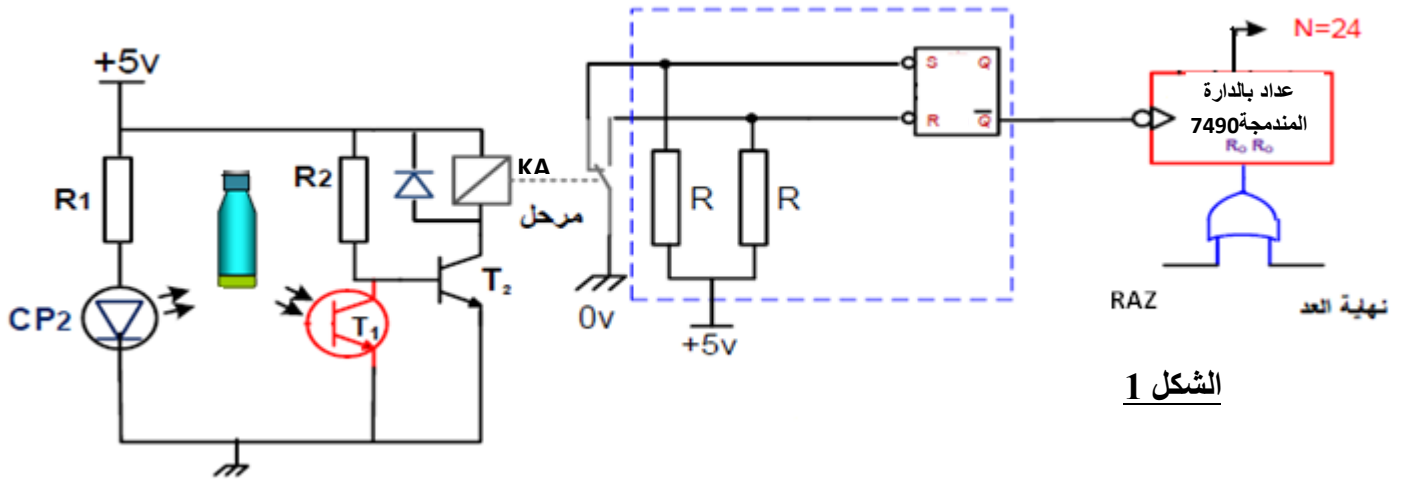 +5v
R1
CP2
R2
T1
KA
مرحل
T2
0v
R
R
+5v
S Q
R Q̅
N=24
عداد بالدارة
المندمجة7490
R₀ R₀
RAZ
نهاية العد
الشكل 1